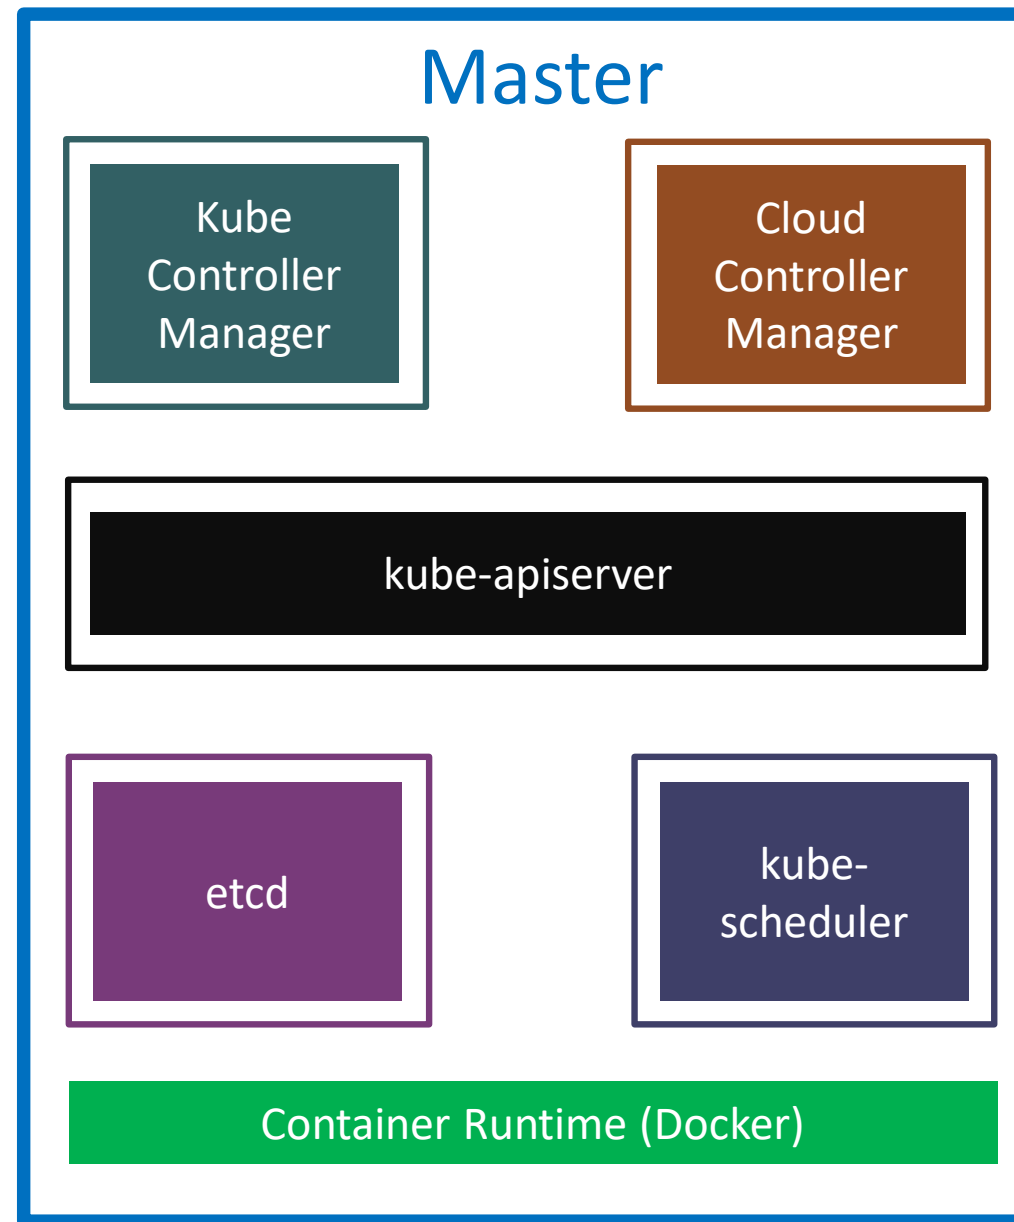 Master
Kube
Controller
Manager
Cloud
Controller
Manager
kube-apiserver
etcd
kube-
scheduler
Container Runtime (Docker)